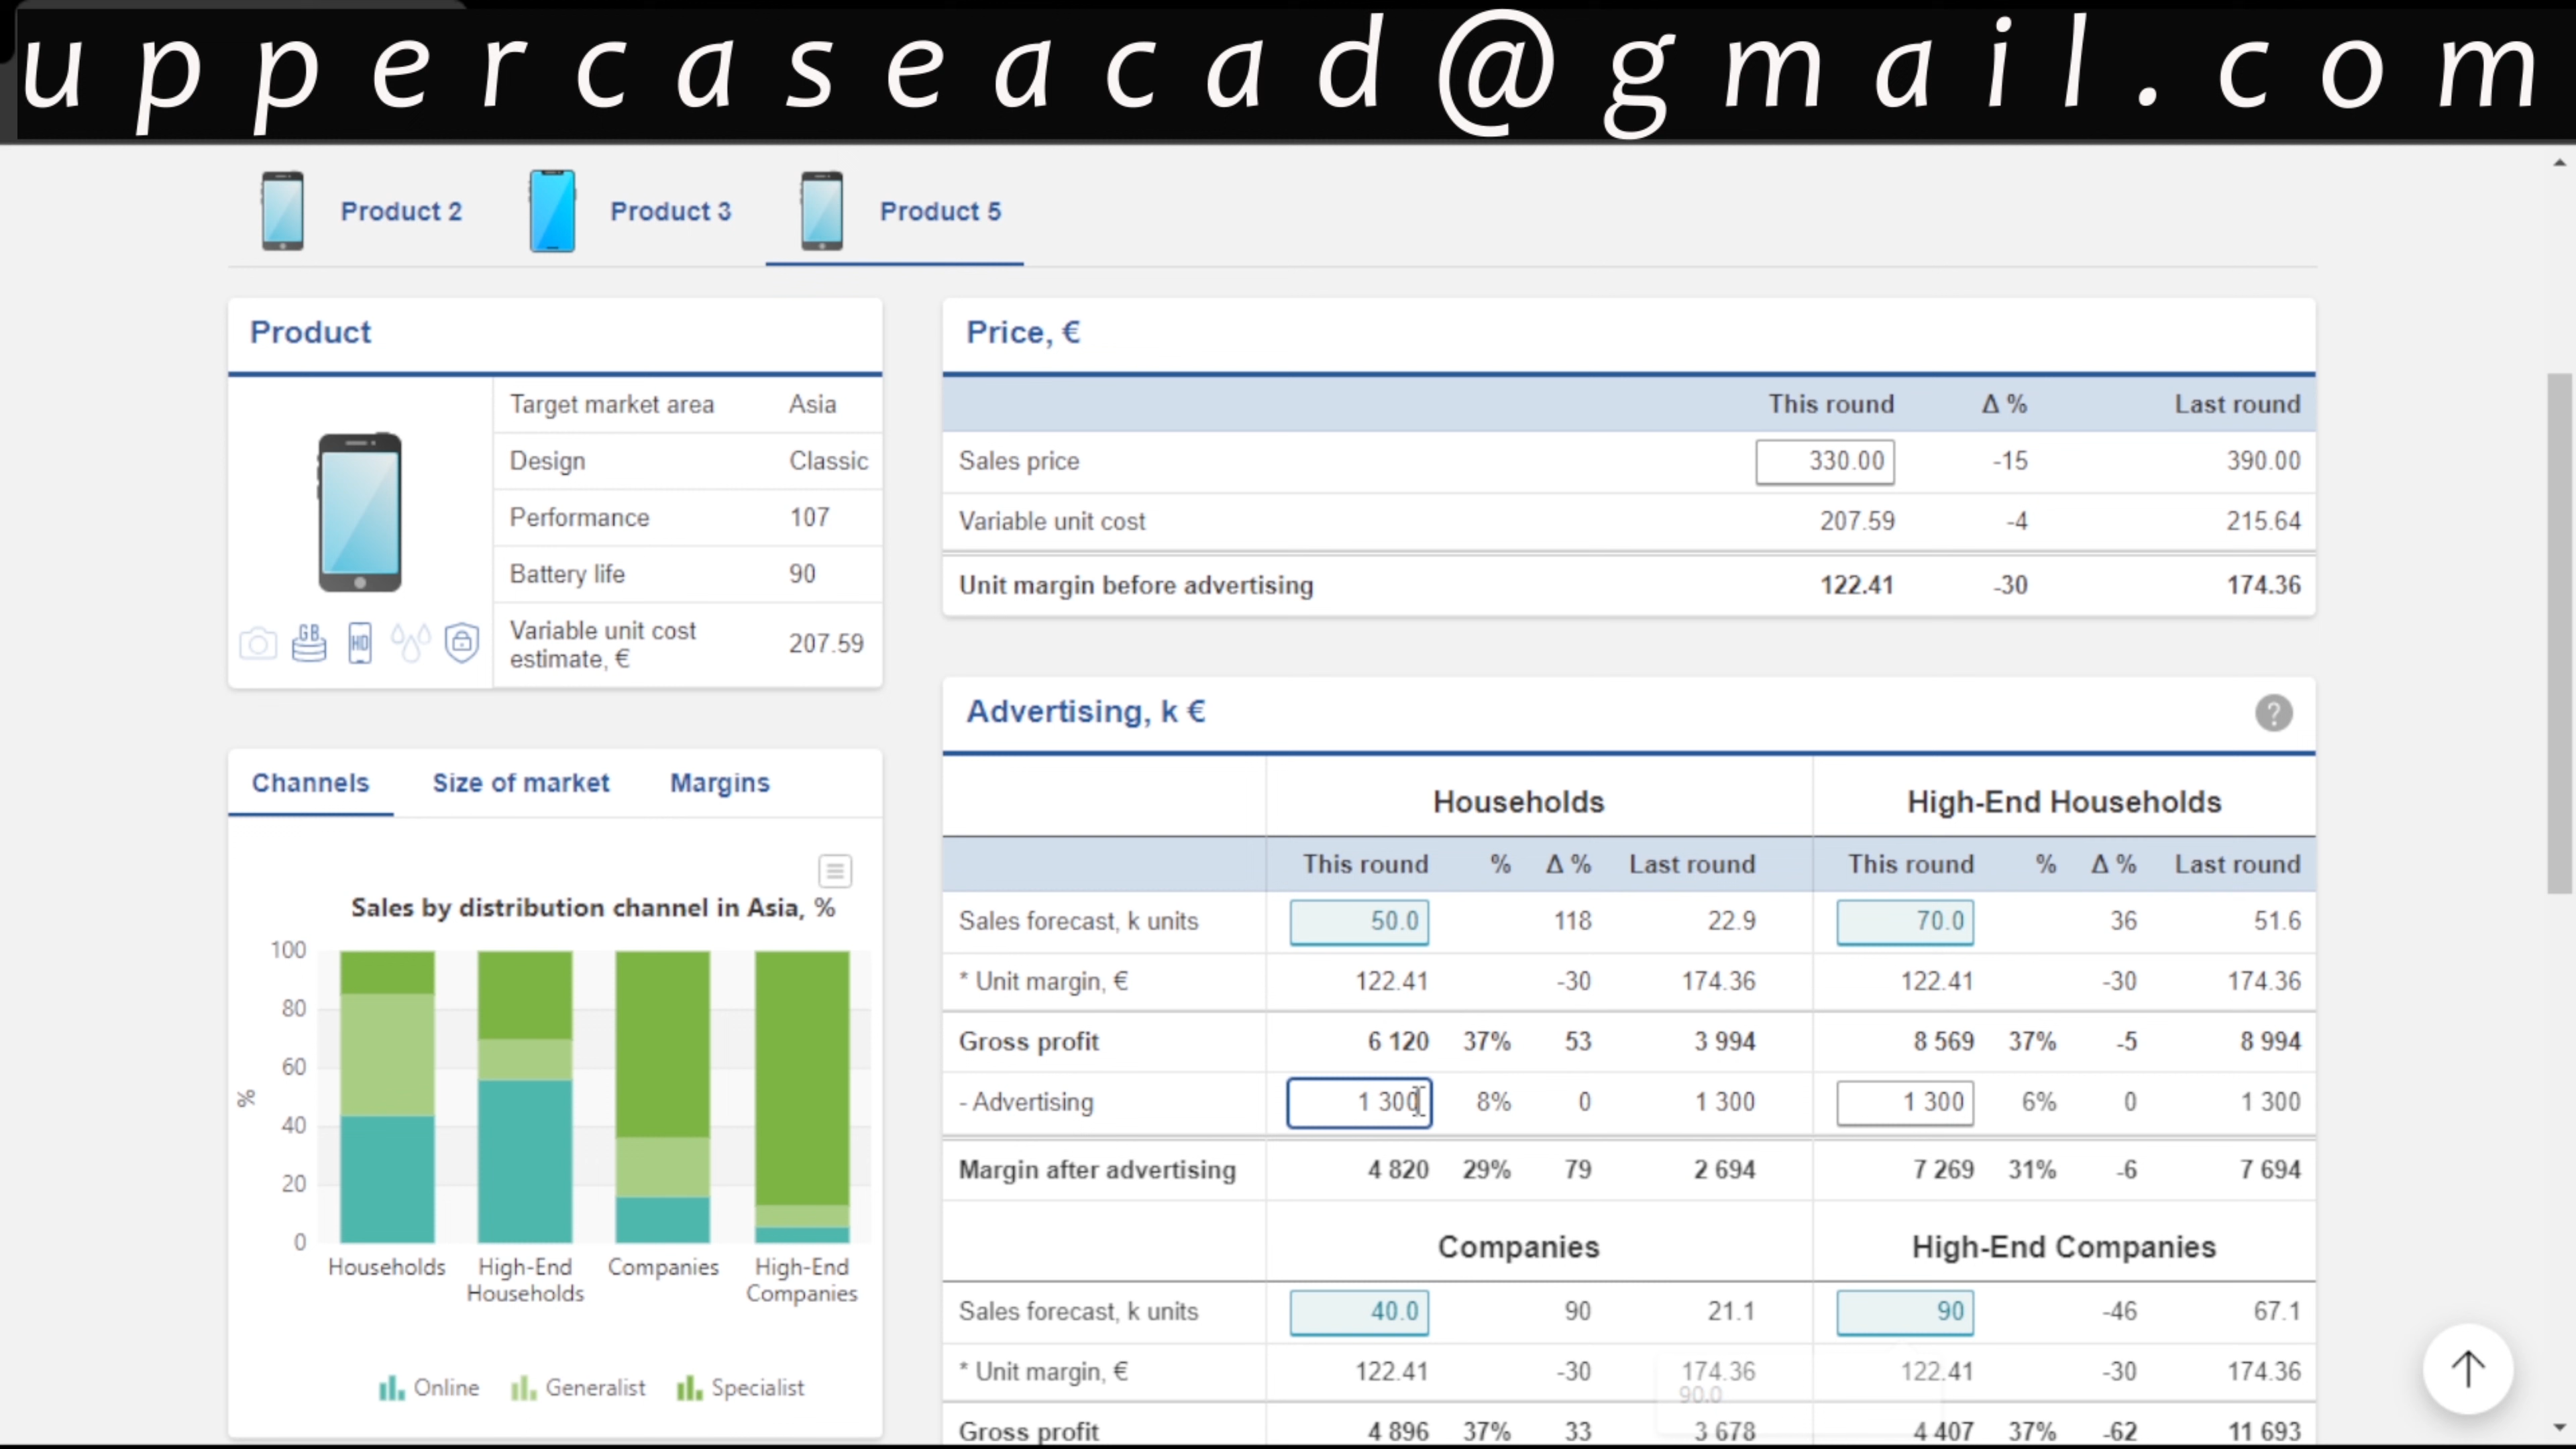 uppercaseacad@gmail.com
Product 2
Product 3
Product 5
Product
Target market area Asia
Design Classic
Performance 107
Battery life 90
GB
HD
Variable unit cost estimate, € 207.59
Price, €
This round Δ % Last round
Sales price 330.00 -15 390.00
Variable unit cost 207.59 -4 215.64
Unit margin before advertising 122.41 -30 174.36
Channels Size of market Margins
Sales by distribution channel in Asia, %
100
80
60
40
20
0
%
Households
High-End Households
Companies
High-End Companies
Online Generalist Specialist
Advertising, k €
?
Households High-End Households
This round % Δ % Last round This round % Δ % Last round
Sales forecast, k units 50.0 118 22.9 70.0 36 51.6
* Unit margin, € 122.41 -30 174.36 122.41 -30 174.36
Gross profit 6 120 37% 53 3 994 8 569 37% -5 8 994
- Advertising 1 300 8% 0 1 300 1 300 6% 0 1 300
Margin after advertising 4 820 29% 79 2 694 7 269 31% -6 7 694
Companies High-End Companies
Sales forecast, k units 40.0 90 21.1 90 -46 67.1
* Unit margin, € 122.41 -30 174.36 122.41 -30 174.36
90.0
Gross profit 4 896 37% 33 3 678 4 407 37% -62 11 693